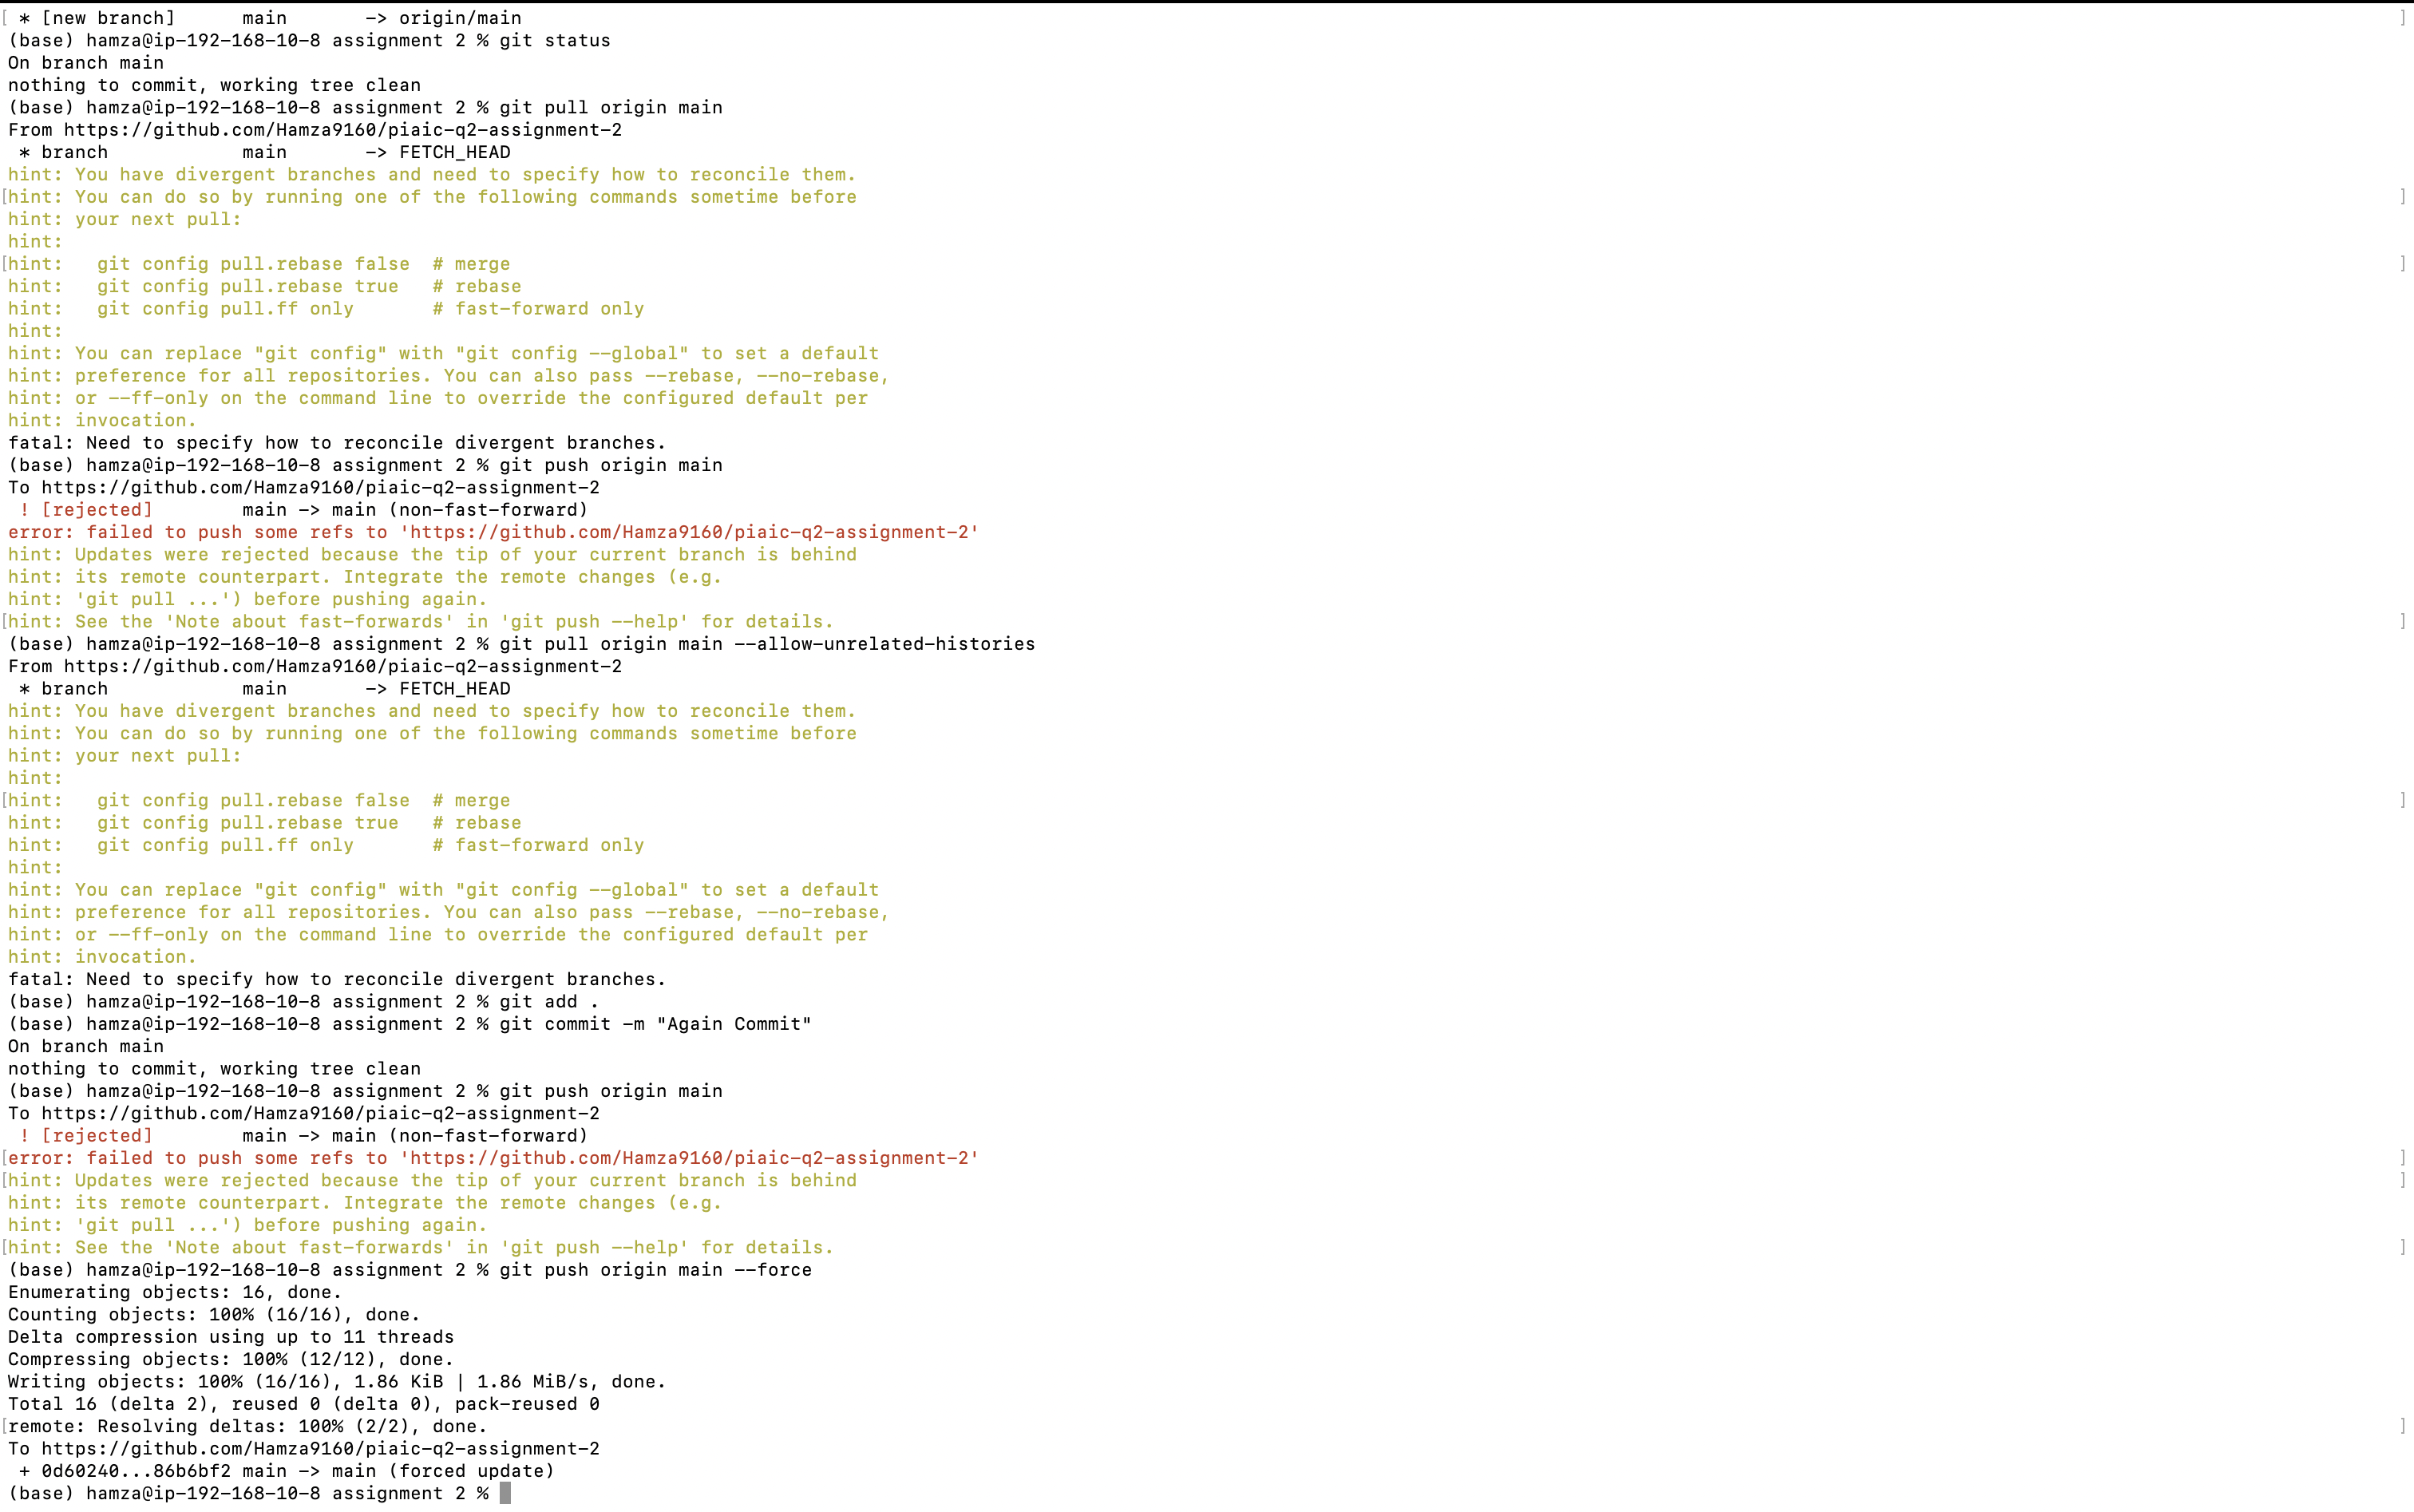 [ * [new branch]      main       -> origin/main ]
(base) hamza@ip-192-168-10-8 assignment 2 % git status
On branch main
nothing to commit, working tree clean
(base) hamza@ip-192-168-10-8 assignment 2 % git pull origin main
From https://github.com/Hamza9160/piaic-q2-assignment-2
 * branch            main       -> FETCH_HEAD
hint: You have divergent branches and need to specify how to reconcile them.
[hint: You can do so by running one of the following commands sometime before ]
hint: your next pull:
hint:
[hint:   git config pull.rebase false  # merge ]
hint:   git config pull.rebase true   # rebase
hint:   git config pull.ff only       # fast-forward only
hint:
hint: You can replace "git config" with "git config --global" to set a default
hint: preference for all repositories. You can also pass --rebase, --no-rebase,
hint: or --ff-only on the command line to override the configured default per
hint: invocation.
fatal: Need to specify how to reconcile divergent branches.
(base) hamza@ip-192-168-10-8 assignment 2 % git push origin main
To https://github.com/Hamza9160/piaic-q2-assignment-2
 ! [rejected]        main -> main (non-fast-forward)
error: failed to push some refs to 'https://github.com/Hamza9160/piaic-q2-assignment-2'
hint: Updates were rejected because the tip of your current branch is behind
hint: its remote counterpart. Integrate the remote changes (e.g.
hint: 'git pull ...') before pushing again.
[hint: See the 'Note about fast-forwards' in 'git push --help' for details. ]
(base) hamza@ip-192-168-10-8 assignment 2 % git pull origin main --allow-unrelated-histories
From https://github.com/Hamza9160/piaic-q2-assignment-2
 * branch            main       -> FETCH_HEAD
hint: You have divergent branches and need to specify how to reconcile them.
hint: You can do so by running one of the following commands sometime before
hint: your next pull:
hint:
[hint:   git config pull.rebase false  # merge ]
hint:   git config pull.rebase true   # rebase
hint:   git config pull.ff only       # fast-forward only
hint:
hint: You can replace "git config" with "git config --global" to set a default
hint: preference for all repositories. You can also pass --rebase, --no-rebase,
hint: or --ff-only on the command line to override the configured default per
hint: invocation.
fatal: Need to specify how to reconcile divergent branches.
(base) hamza@ip-192-168-10-8 assignment 2 % git add .
(base) hamza@ip-192-168-10-8 assignment 2 % git commit -m "Again Commit"
On branch main
nothing to commit, working tree clean
(base) hamza@ip-192-168-10-8 assignment 2 % git push origin main
To https://github.com/Hamza9160/piaic-q2-assignment-2
 ! [rejected]        main -> main (non-fast-forward)
[error: failed to push some refs to 'https://github.com/Hamza9160/piaic-q2-assignment-2' ]
[hint: Updates were rejected because the tip of your current branch is behind ]
hint: its remote counterpart. Integrate the remote changes (e.g.
hint: 'git pull ...') before pushing again.
[hint: See the 'Note about fast-forwards' in 'git push --help' for details. ]
(base) hamza@ip-192-168-10-8 assignment 2 % git push origin main --force
Enumerating objects: 16, done.
Counting objects: 100% (16/16), done.
Delta compression using up to 11 threads
Compressing objects: 100% (12/12), done.
Writing objects: 100% (16/16), 1.86 KiB | 1.86 MiB/s, done.
Total 16 (delta 2), reused 0 (delta 0), pack-reused 0
[remote: Resolving deltas: 100% (2/2), done. ]
To https://github.com/Hamza9160/piaic-q2-assignment-2
 + 0d60240...86b6bf2 main -> main (forced update)
(base) hamza@ip-192-168-10-8 assignment 2 %